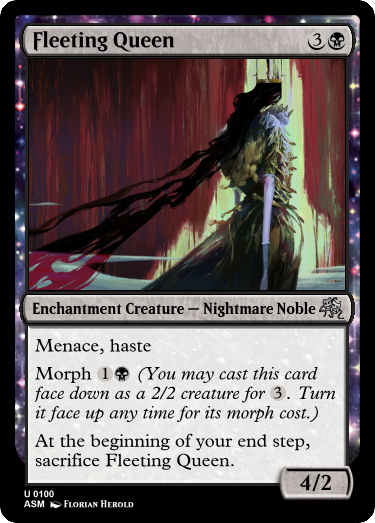 Fleeting Queen 3
Enchantment Creature — Nightmare Noble
Menace, haste
Morph 1 (You may cast this card
face down as a 2/2 creature for 3. Turn
it face up any time for its morph cost.)
At the beginning of your end step,
sacrifice Fleeting Queen.
4/2
U 0100
ASM Florian Herold